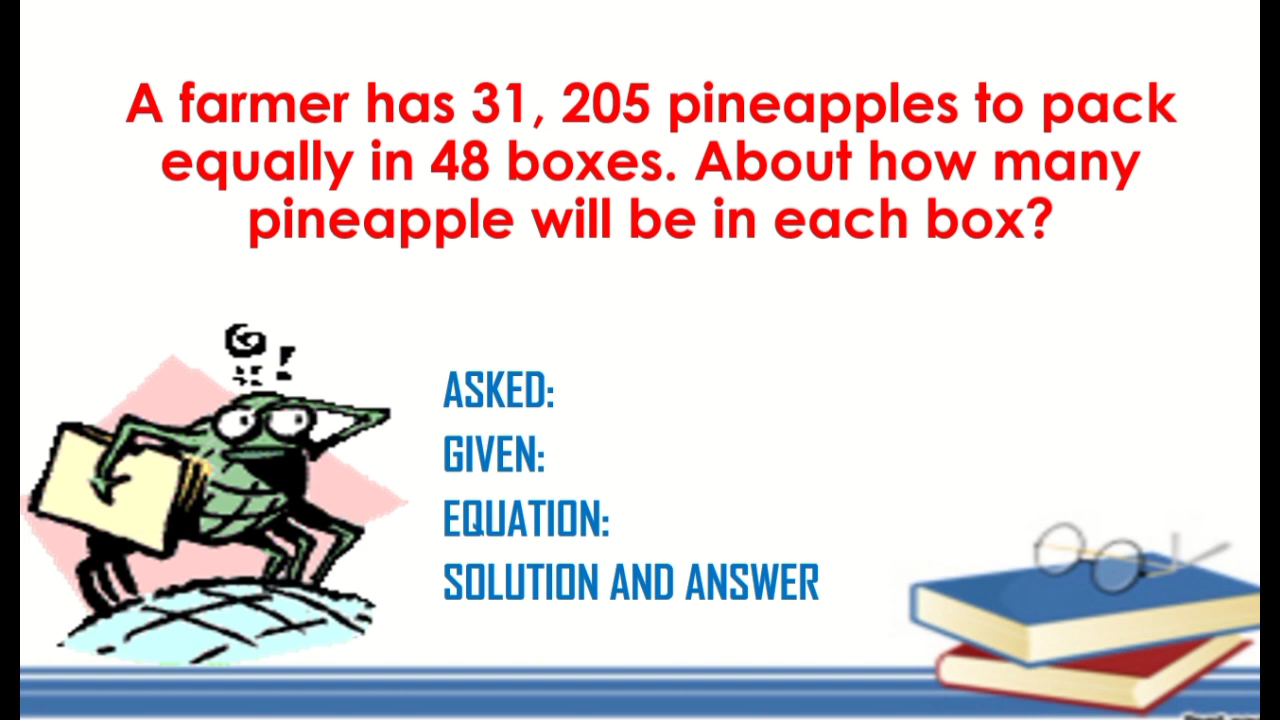 A farmer has 31, 205 pineapples to pack
equally in 48 boxes. About how many
pineapple will be in each box?
ASKED:
GIVEN:
EQUATION:
SOLUTION AND ANSWER